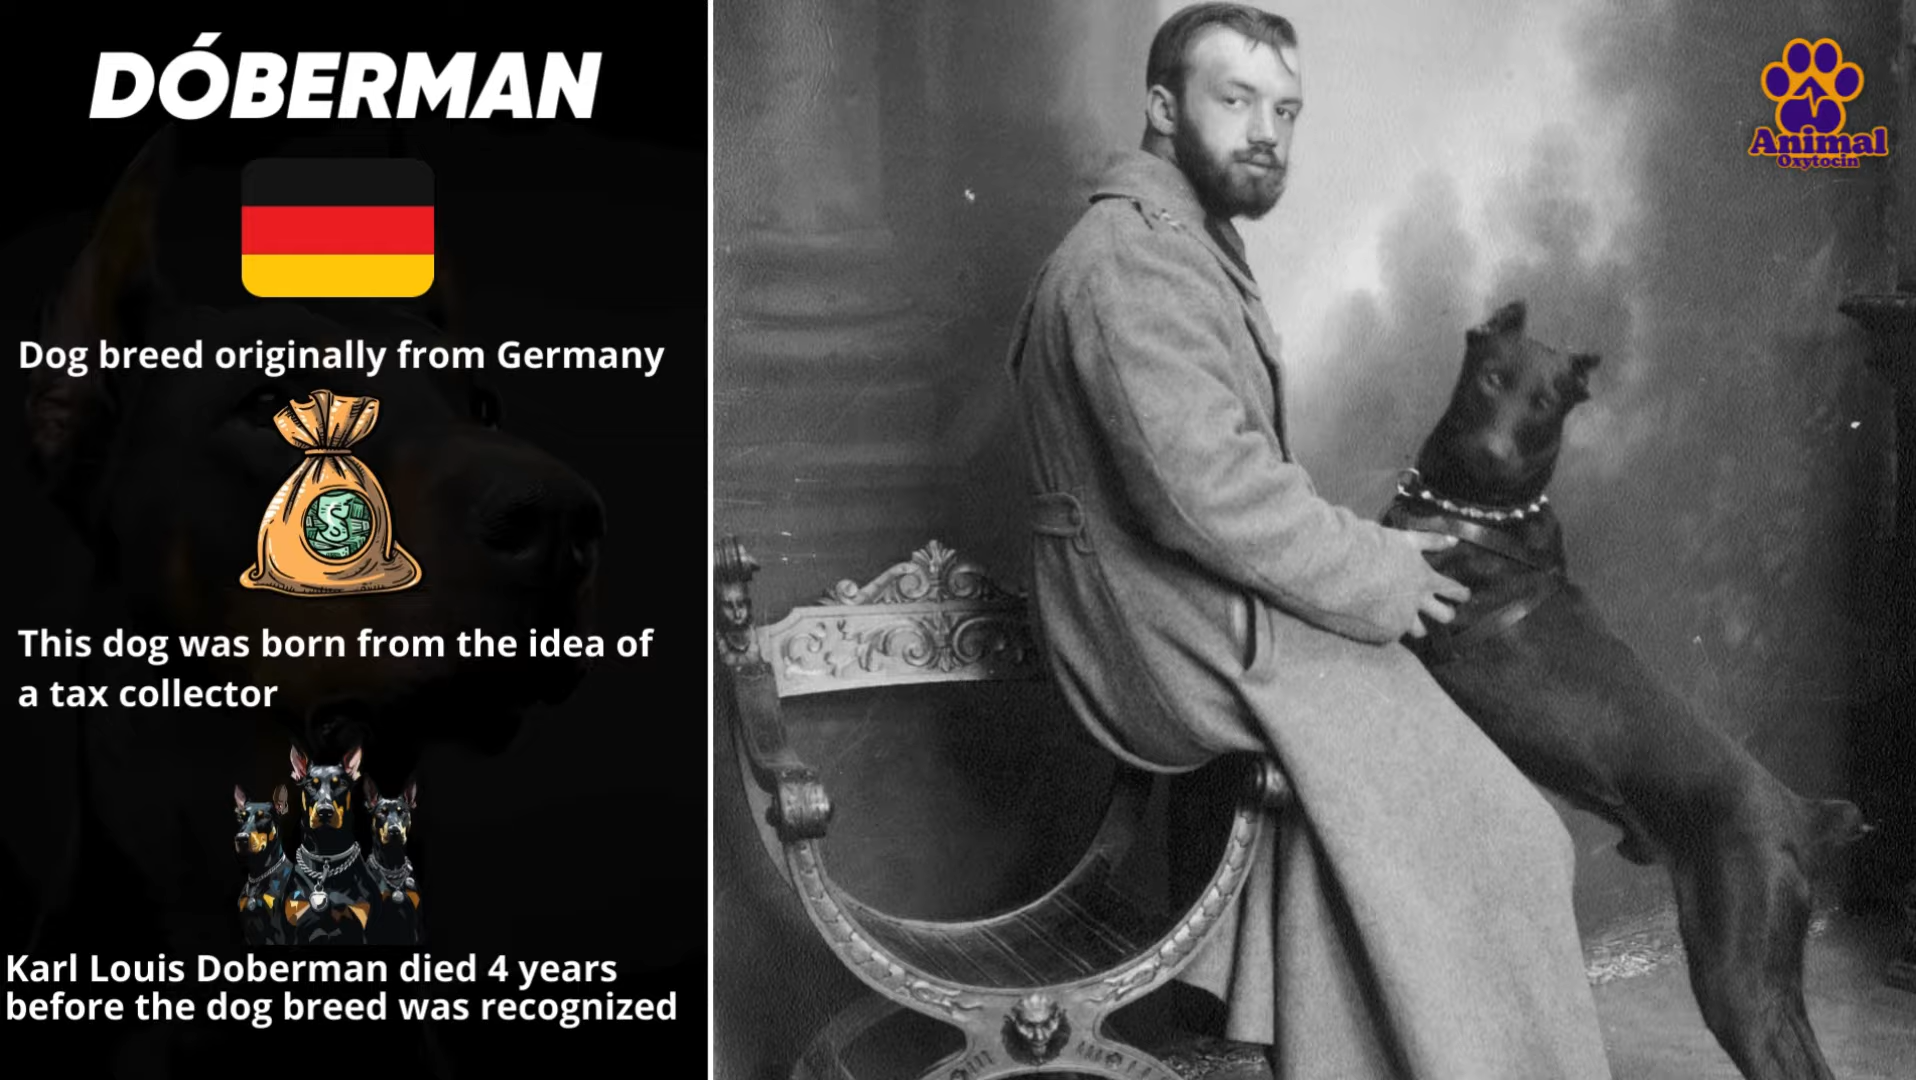 DÓBERMAN
Dog breed originally from Germany
This dog was born from the idea of
a tax collector
Karl Louis Doberman died 4 years
before the dog breed was recognized
Animal
Oxytocin